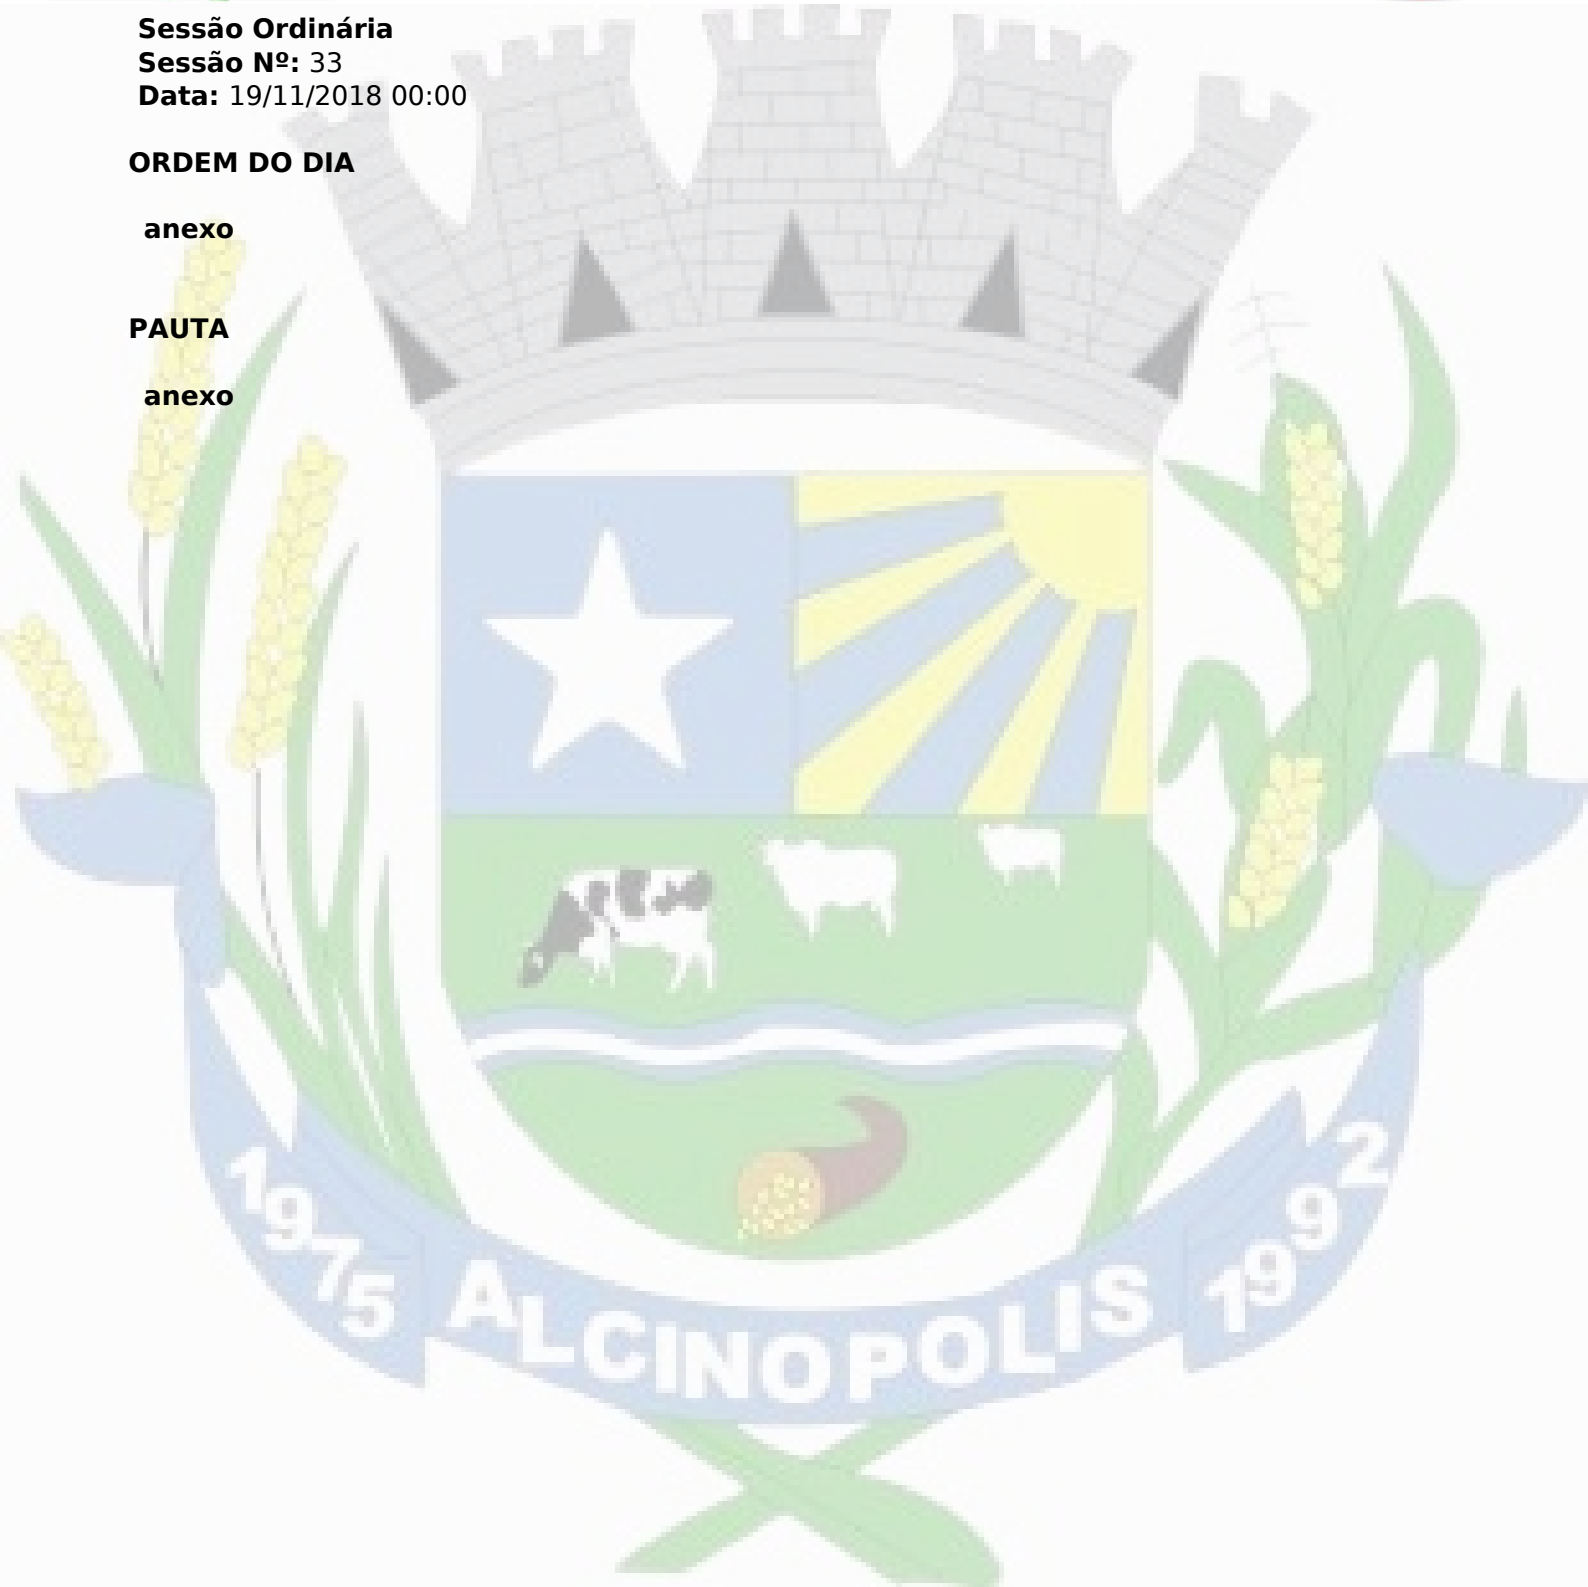 Sessão Ordinária
Sessão Nº: 33
Data: 19/11/2018 00:00
ORDEM DO DIA
anexo
PAUTA
anexo
1975 ALCINOPOLIS 1992